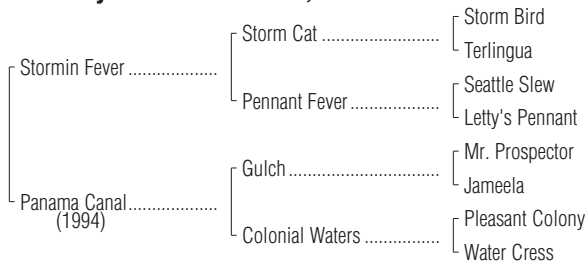 Storm Bird
Storm Cat ..........................
Terlingua
Stormin Fever ....................
Seattle Slew
Pennant Fever ....................
Letty's Pennant
Mr. Prospector
Gulch ..................................
Jameela
Panama Canal ....................
(1994)
Pleasant Colony
Colonial Waters .................
Water Cress